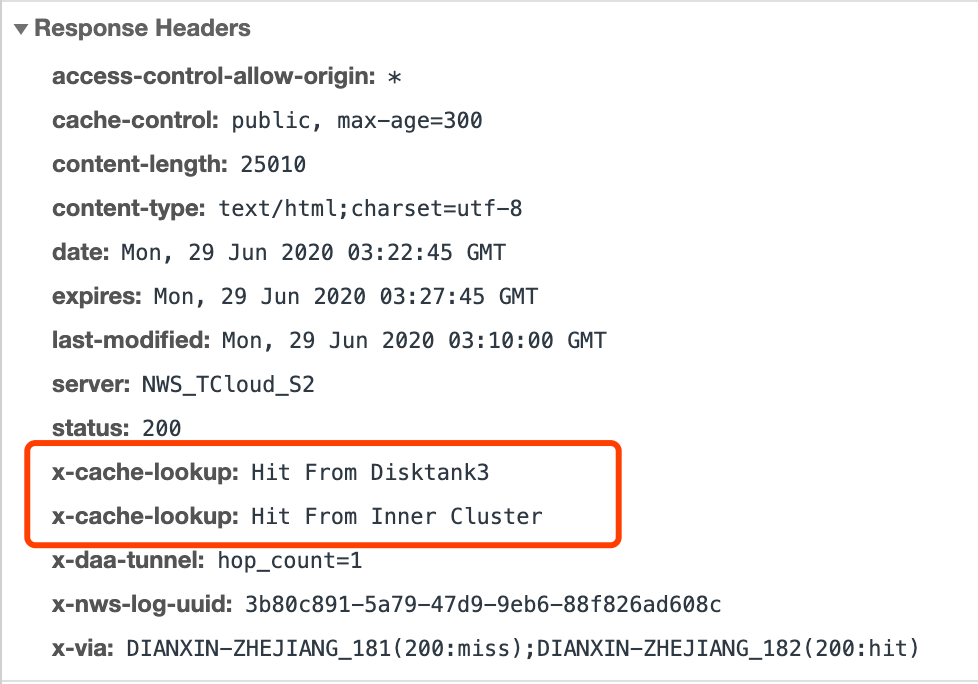 Response Headers
access-control-allow-origin: *
cache-control: public, max-age=300
content-length: 25010
content-type: text/html;charset=utf-8
date: Mon, 29 Jun 2020 03:22:45 GMT
expires: Mon, 29 Jun 2020 03:27:45 GMT
last-modified: Mon, 29 Jun 2020 03:10:00 GMT
server: NWS_TCloud_S2
status: 200
x-cache-lookup: Hit From Disktank3
x-cache-lookup: Hit From Inner Cluster
x-daa-tunnel: hop_count=1
x-nws-log-uuid: 3b80c891-5a79-47d9-9eb6-88f826ad608c
x-via: DIANXIN-ZHEJIANG_181(200:miss);DIANXIN-ZHEJIANG_182(200:hit)